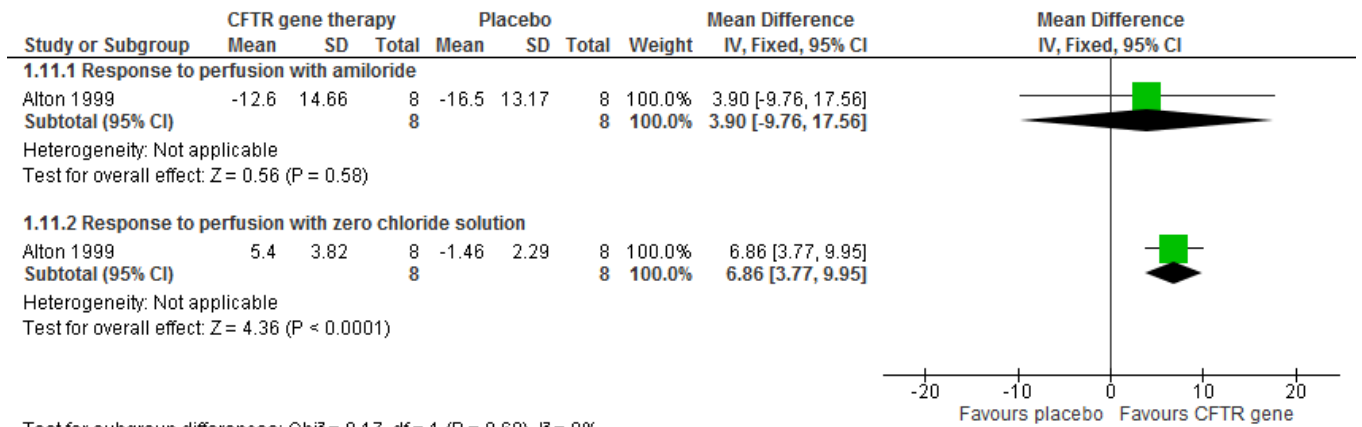 CFTR gene therapy Placebo Mean Difference Mean Difference
Study or Subgroup Mean SD Total Mean SD Total Weight IV, Fixed, 95% CI IV, Fixed, 95% CI
1.11.1 Response to perfusion with amiloride
Alton 1999 -12.6 14.66 8 -16.5 13.17 8 100.0% 3.90 [-9.76, 17.56]
Subtotal (95% CI) 8 8 100.0% 3.90 [-9.76, 17.56]
Heterogeneity: Not applicable
Test for overall effect: Z = 0.56 (P = 0.58)
1.11.2 Response to perfusion with zero chloride solution
Alton 1999 5.4 3.82 8 -1.46 2.29 8 100.0% 6.86 [3.77, 9.95]
Subtotal (95% CI) 8 8 100.0% 6.86 [3.77, 9.95]
Heterogeneity: Not applicable
Test for overall effect: Z = 4.36 (P < 0.0001)
-20 -10 0 10 20
Favours placebo Favours CFTR gene